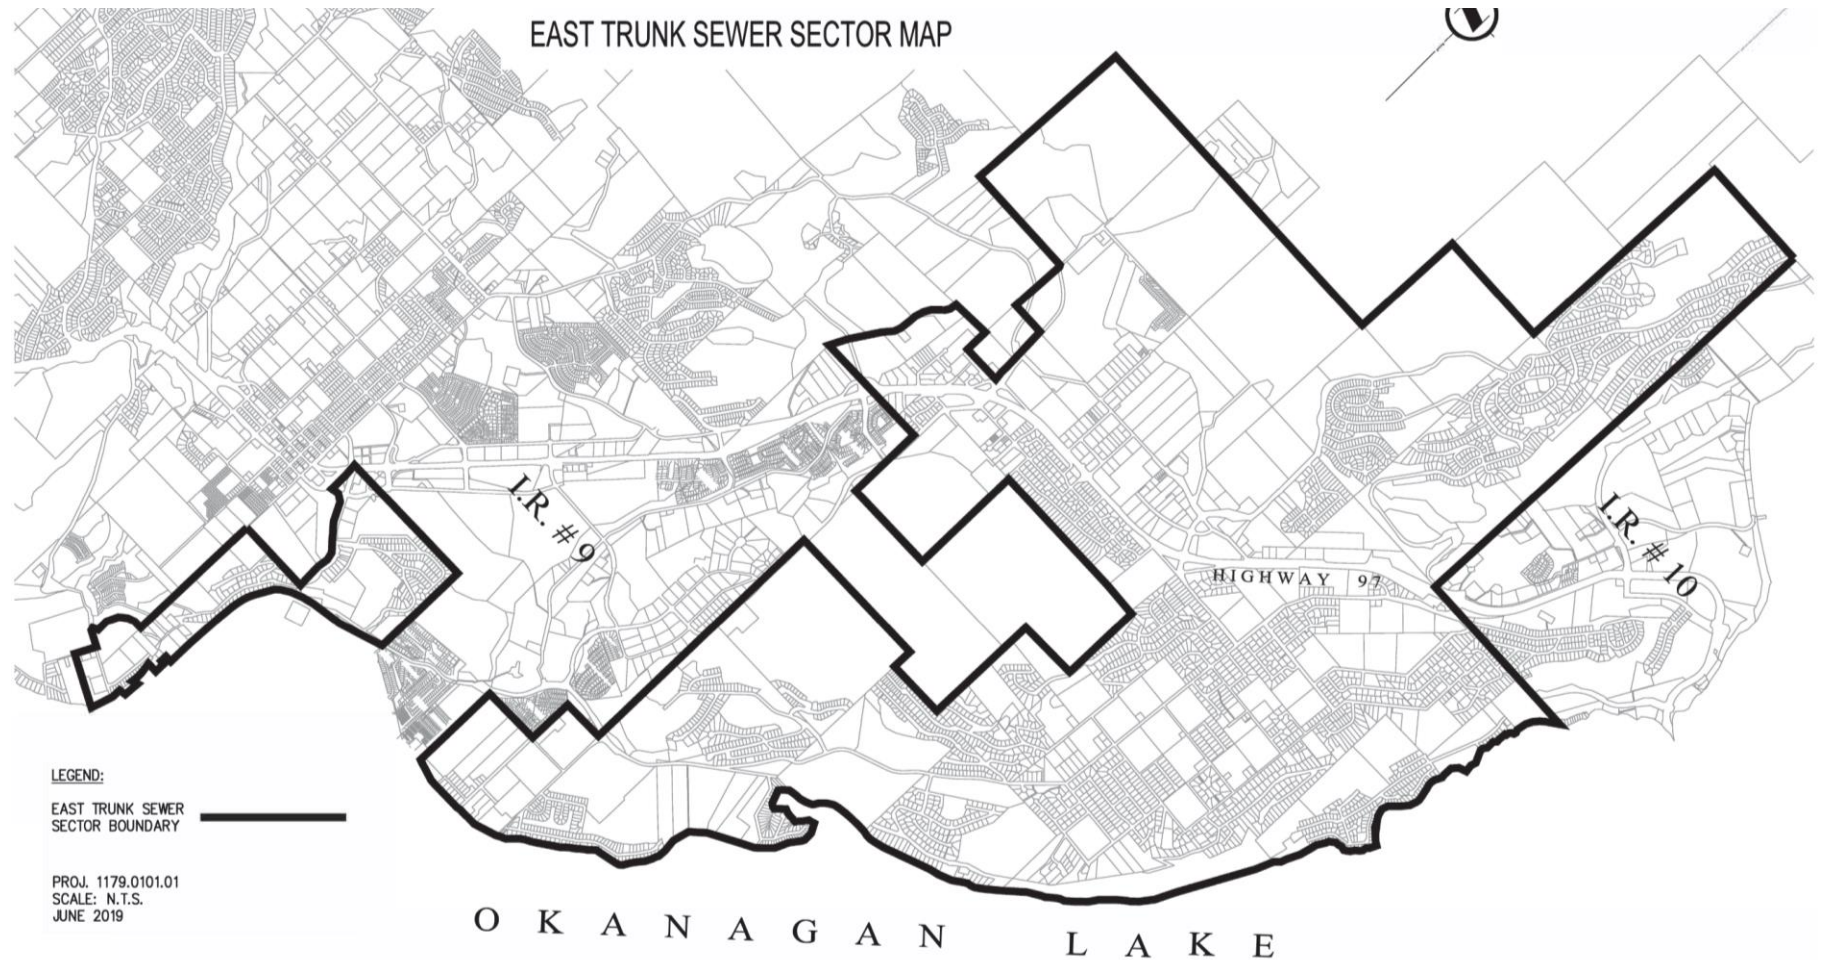 EAST TRUNK SEWER SECTOR MAP
I.R. #9
I.R. # 10
HIGHWAY 97
LEGEND:
EAST TRUNK SEWER
SECTOR BOUNDARY
PROJ. 1179.0101.01
SCALE: N.T.S.
JUNE 2019
OKANAGAN LAKE